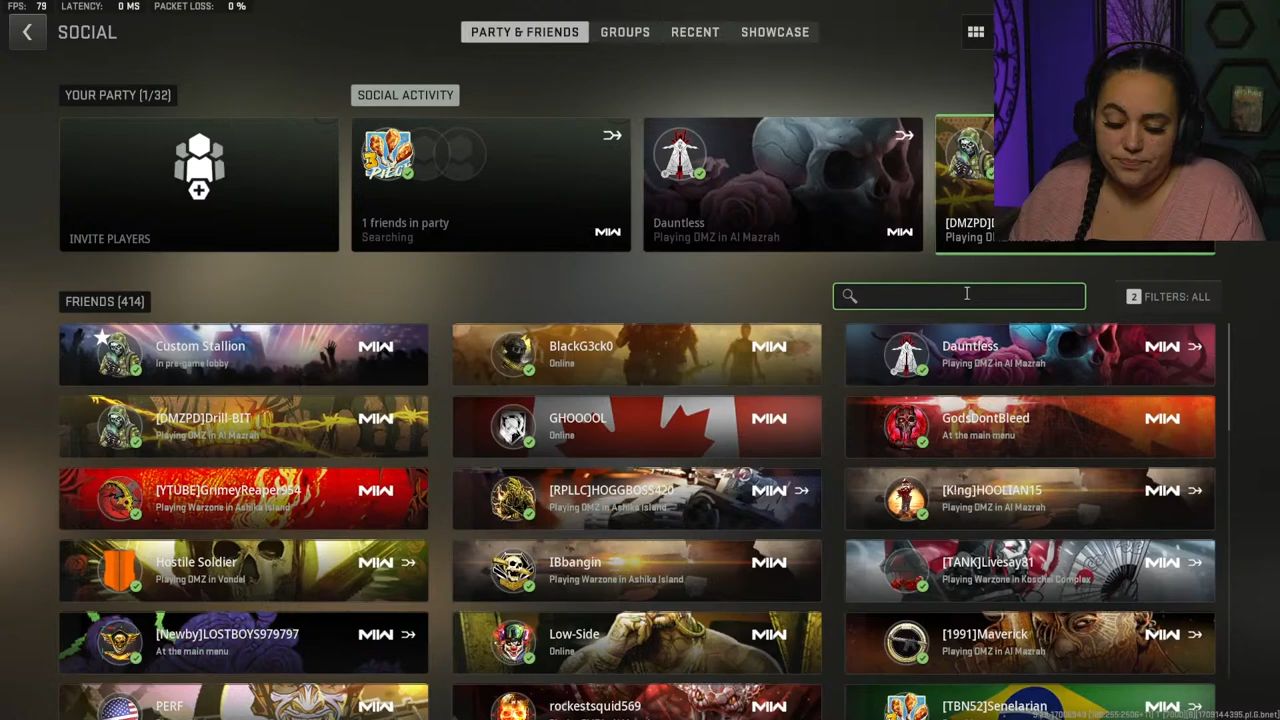 FPS: 79 LATENCY: 0 MS PACKET LOSS: 0 %
SOCIAL
PARTY & FRIENDS GROUPS RECENT SHOWCASE
YOUR PARTY (1/32) SOCIAL ACTIVITY
INVITE PLAYERS
3 PIEC
1 friends in party
Searching
MW
Dauntless
Playing DMZ in Al Mazrah
MW
[DMZPD]D
Playing D
FRIENDS (414)
2 FILTERS: ALL
Custom Stallion
In pre-game lobby
MW
BlackG3ck0
Online
MW
Dauntless
Playing DMZ in Al Mazrah
MW
[DMZPD]Drill-BIT
Playing DMZ in Al Mazrah
MW
GHOOOOL
Online
MW
GodsDontBleed
At the main menu
MW
[YTUBE]GrimeyReaper954
Playing Warzone in Ashika Island
MW
[RPLLC]HOGGBOSS420
Playing DMZ in Ashika Island
MW
[K1ng]HOOLIAN15
Playing DMZ in Al Mazrah
MW
Hostile Soldier
Playing DMZ in Vondel
MW
IBbangin
Playing Warzone in Ashika Island
MW
[TANK]Livesay81
Playing Warzone in Koschei Complex
MW
[Newby]LOSTBOYS979797
At the main menu
MW
Low-Side
Online
MW
[1991]Maverick
Playing DMZ in Al Mazrah
MW
PERF
MW
rockestsquid569
MW
[TBN52]Senelarian
MW